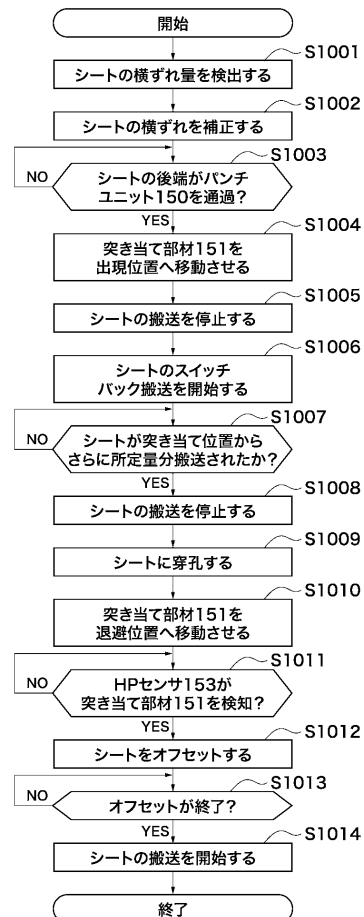 開始
S1001
シートの横ずれ量を検出する
S1002
シートの横ずれを補正する
S1003
シートの後端がパンチ
ユニット150を通過?
NO
YES
S1004
突き当て部材151を
出現位置へ移動させる
S1005
シートの搬送を停止する
S1006
シートのスイッチ
バック搬送を開始する
S1007
シートが突き当て位置から
さらに所定量分搬送されたか?
NO
YES
S1008
シートの搬送を停止する
S1009
シートに穿孔する
S1010
突き当て部材151を
退避位置へ移動させる
S1011
HPセンサ153が
突き当て部材151を検知?
NO
YES
S1012
シートをオフセットする
S1013
オフセットが終了?
NO
YES
S1014
シートの搬送を開始する
終了